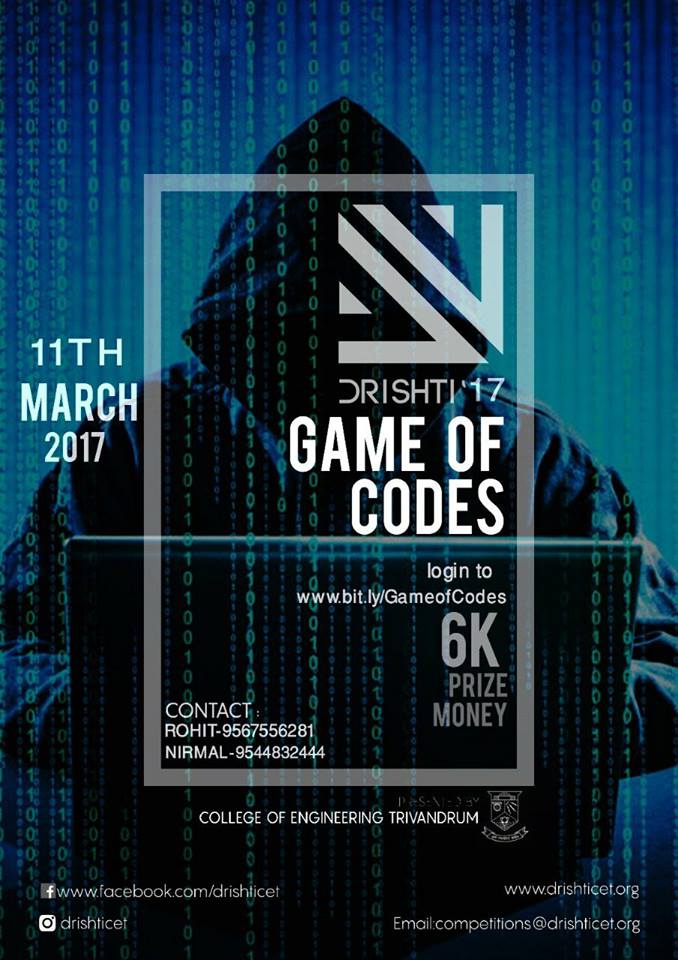 11TH
MARCH
2017
DRISHTI'17
GAME OF
CODES
login to
www.bit.ly/GameofCodes
6K
PRIZE
MONEY
CONTACT :
ROHIT-9567556281
NIRMAL-9544832444
PRESENTED BY
COLLEGE OF ENGINEERING TRIVANDRUM
www.facebook.com/drishticet
www.drishticet.org
drishticet
Email:competitions@drishticet.org